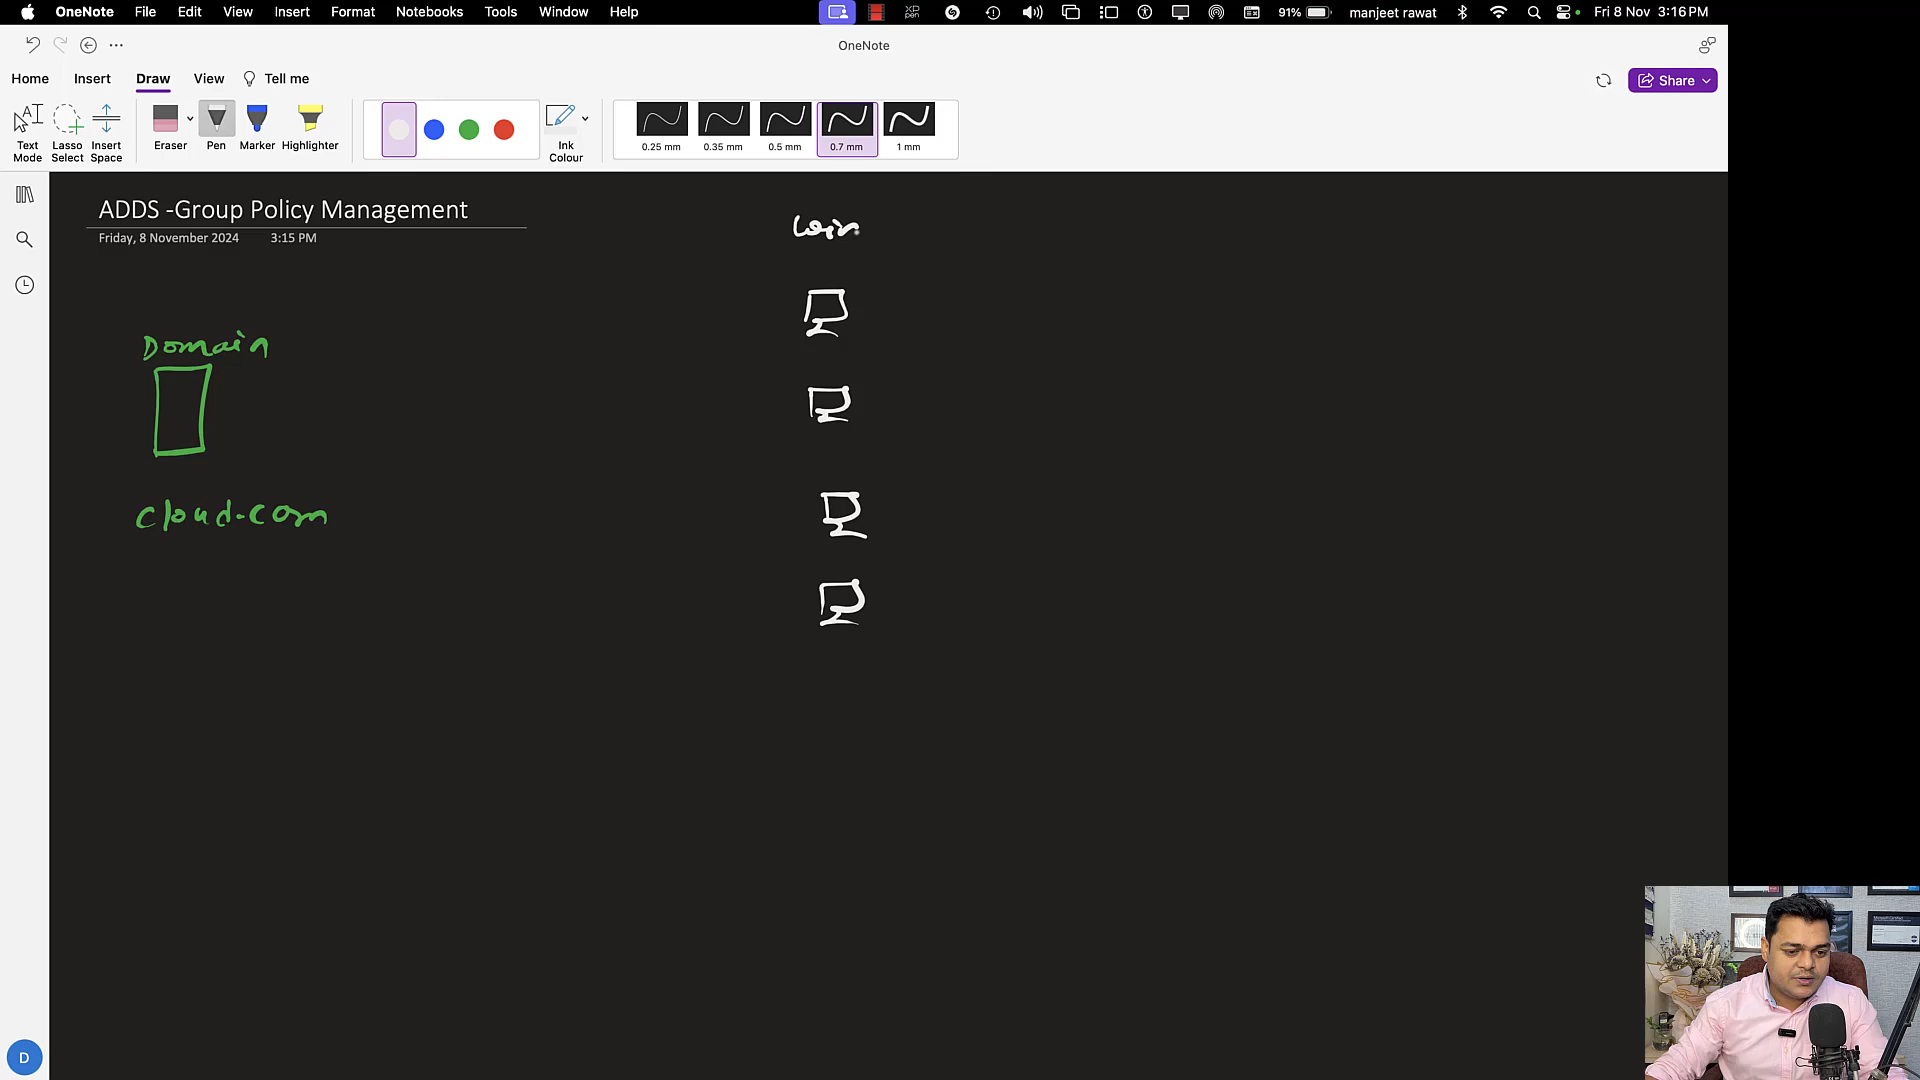 OneNote File Edit View Insert Format Notebooks Tools Window Help 91% manjeet rawat Fri 8 Nov 3:16 PM
OneNote
Home Insert Draw View Tell me Share
Text Mode Lasso Select Insert Space Eraser Pen Marker Highlighter Ink Colour 0.25 mm 0.35 mm 0.5 mm 0.7 mm 1 mm
ADDS -Group Policy Management
Friday, 8 November 2024 3:15 PM
Domain
cloud.com
D